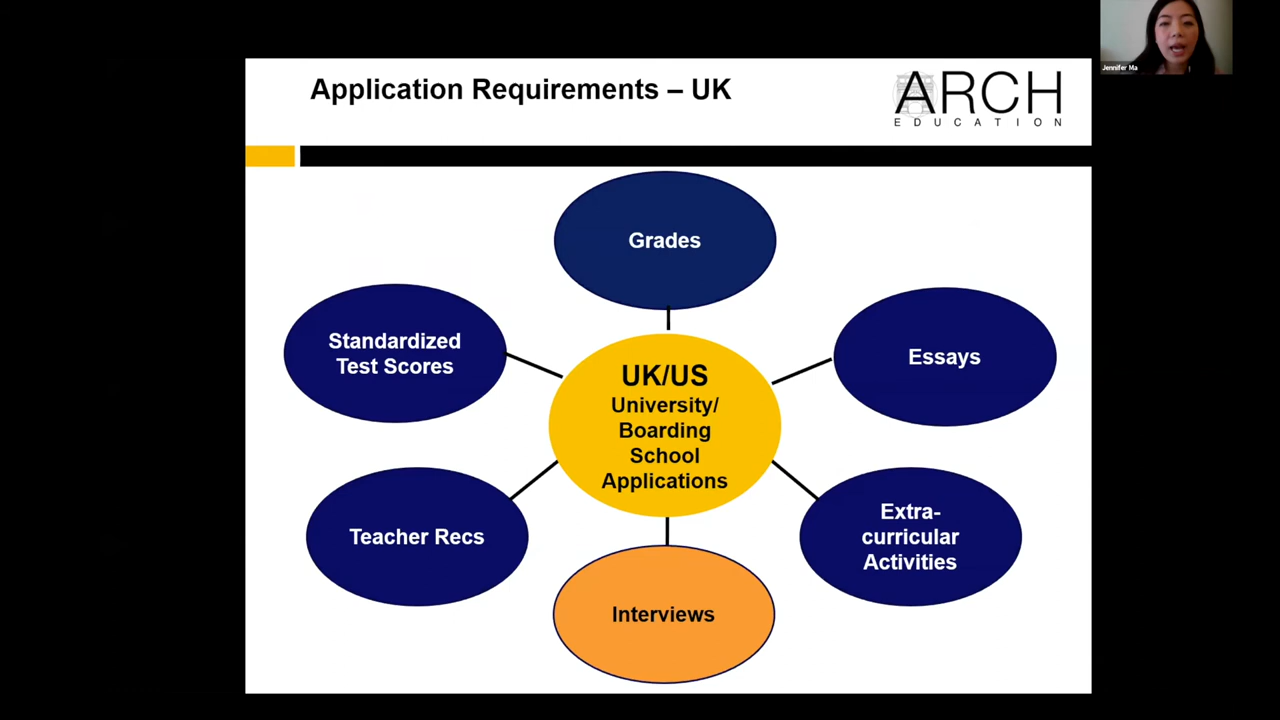 Jennifer Ma
Application Requirements – UK
ARCH
EDUCATION
Grades
Standardized
Test Scores
Essays
UK/US
University/
Boarding
School
Applications
Teacher Recs
Extra-
curricular
Activities
Interviews